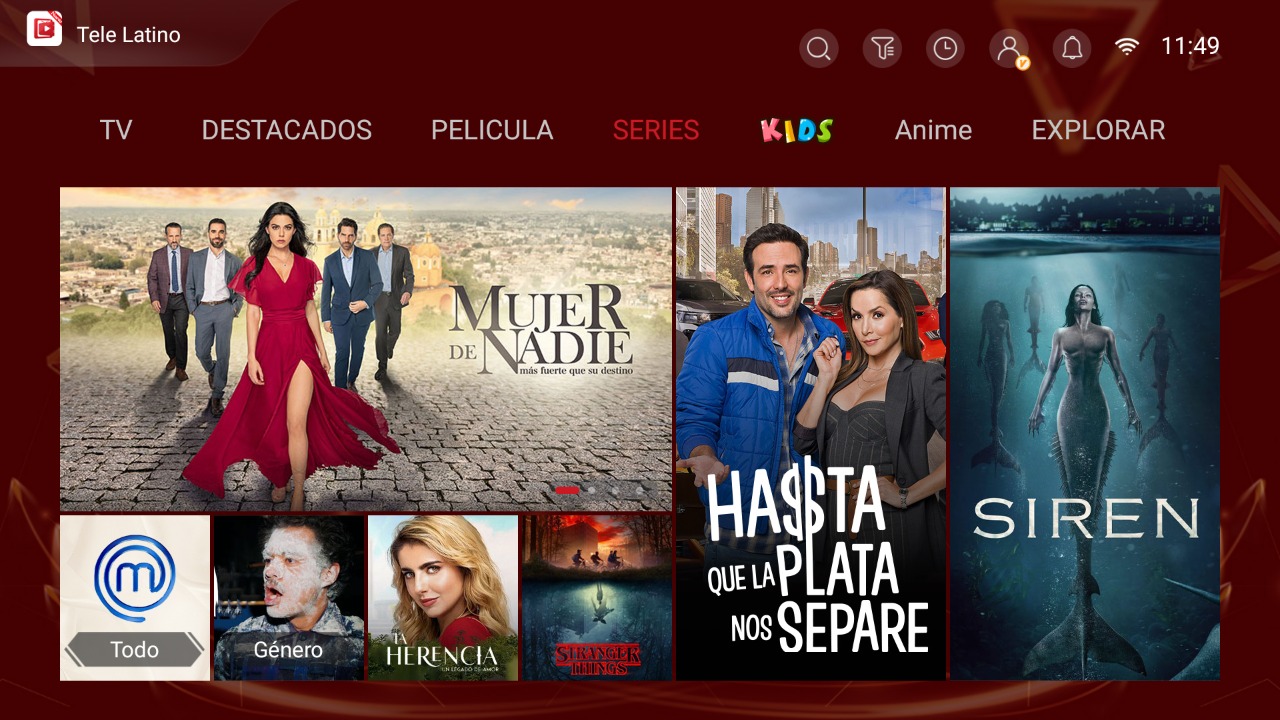 Tele Latino
11:49
TV
DESTACADOS
PELICULA
SERIES
KIDS
Anime
EXPLORAR
MUJER
DE NADIE
más fuerte que su destino
HA$TA
QUE LA PLATA
NOS SEPARE
SIREN
m
Todo
Género
LA
HERENCIA
UN LEGADO DE AMOR
STRANGER
THINGS